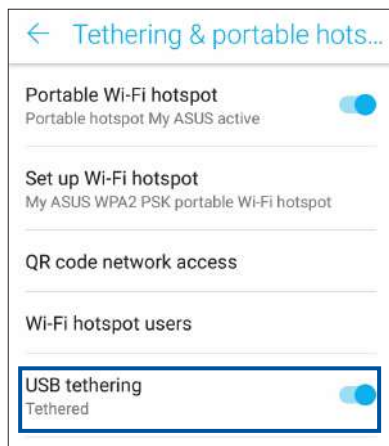 Tethering & portable hots...
Portable Wi-Fi hotspot
Portable hotspot My ASUS active
Set up Wi-Fi hotspot
My ASUS WPA2 PSK portable Wi-Fi hotspot
QR code network access
Wi-Fi hotspot users
USB tethering
Tethered